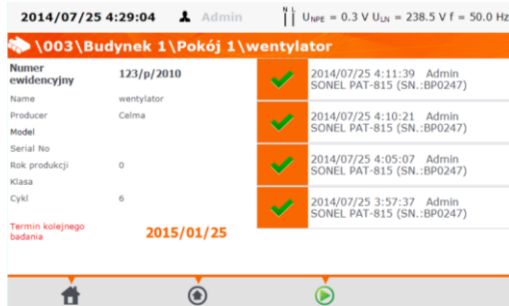 2014/07/25 4:29:04 Admin N L U NPE = 0.3 V U LN = 238.5 V f = 50.0 Hz
\003\Budynek 1\Pokój 1\wentylator
Numer ewidencyjny 123/p/2010
Name wentylator
Producer Celma
Model
Serial No
Rok produkcji 0
Klasa
Cykl 6
Termin kolejnego
badania 2015/01/25
2014/07/25 4:11:39 Admin
SONEL PAT-815 (SN.:BP0247)
2014/07/25 4:10:21 Admin
SONEL PAT-815 (SN.:BP0247)
2014/07/25 4:05:07 Admin
SONEL PAT-815 (SN.:BP0247)
2014/07/25 3:57:37 Admin
SONEL PAT-815 (SN.:BP0247)